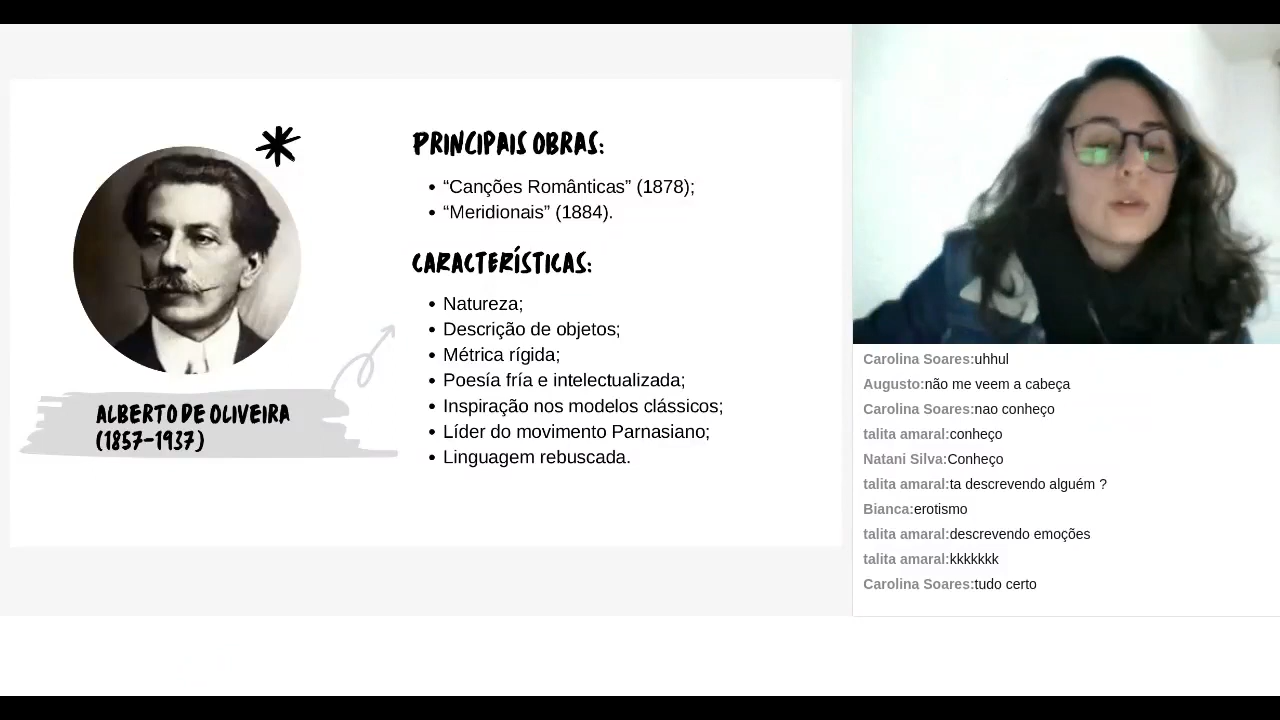 PRINCIPAIS OBRAS:
• “Canções Românticas” (1878);
• “Meridionais” (1884).
CARACTERÍSTICAS:
• Natureza;
• Descrição de objetos;
• Métrica rígida;
• Poesía fría e intelectualizada;
• Inspiração nos modelos clássicos;
• Líder do movimento Parnasiano;
• Linguagem rebuscada.
ALBERTO DE OLIVEIRA
(1857-1937)
Carolina Soares:uhhul
Augusto:não me veem a cabeça
Carolina Soares:nao conheço
talita amaral:conheço
Natani Silva:Conheço
talita amaral:ta descrevendo alguém ?
Bianca:erotismo
talita amaral:descrevendo emoções
talita amaral:kkkkkkk
Carolina Soares:tudo certo